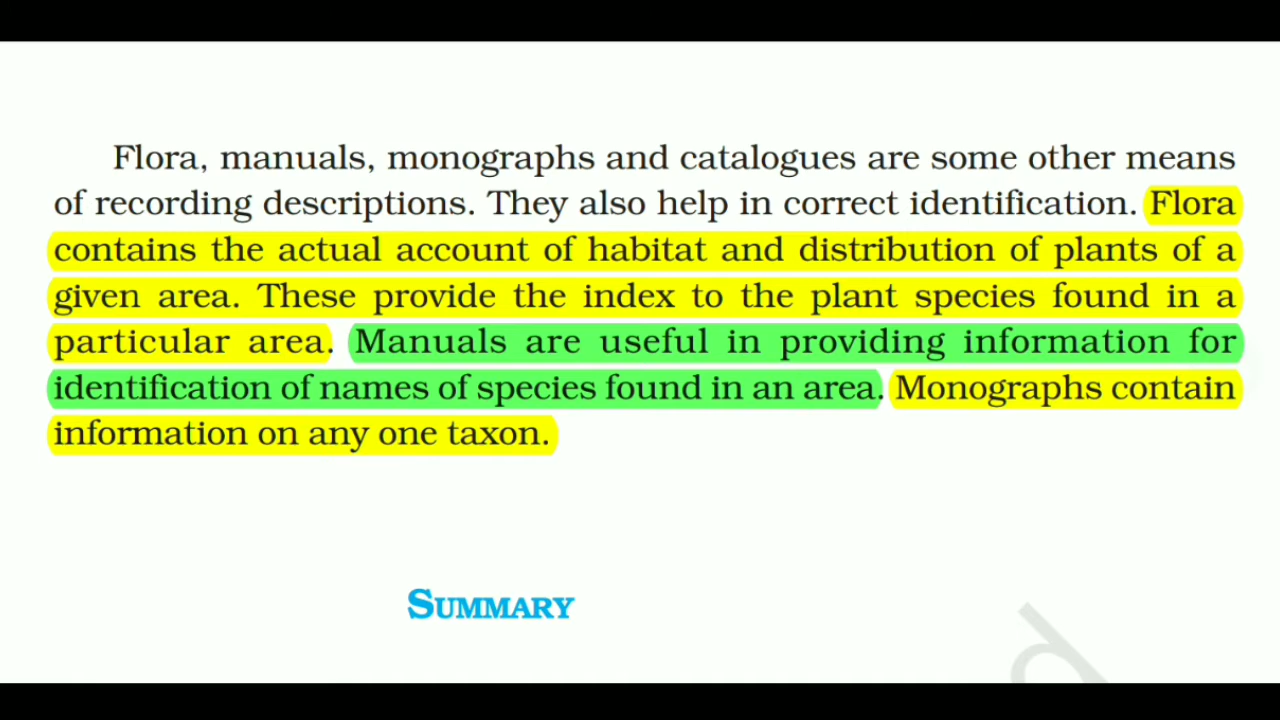 Flora, manuals, monographs and catalogues are some other means
of recording descriptions. They also help in correct identification. Flora
contains the actual account of habitat and distribution of plants of a
given area. These provide the index to the plant species found in a
particular area. Manuals are useful in providing information for
identification of names of species found in an area. Monographs contain
information on any one taxon.
SUMMARY
d